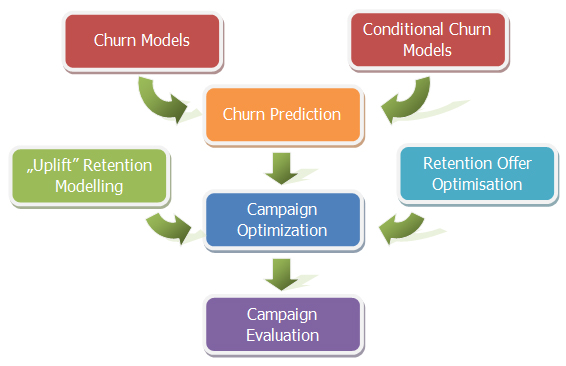 Churn Models
Conditional Churn
Models
Churn Prediction
„Uplift” Retention
Modelling
Retention Offer
Optimisation
Campaign
Optimization
Campaign
Evaluation